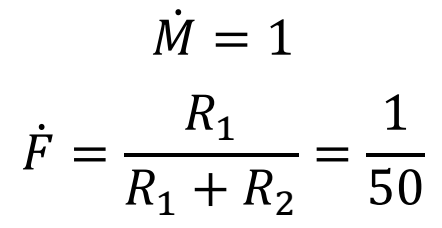 Ṁ = 1
Ḟ = R₁ / (R₁ + R₂) = 1 / 50